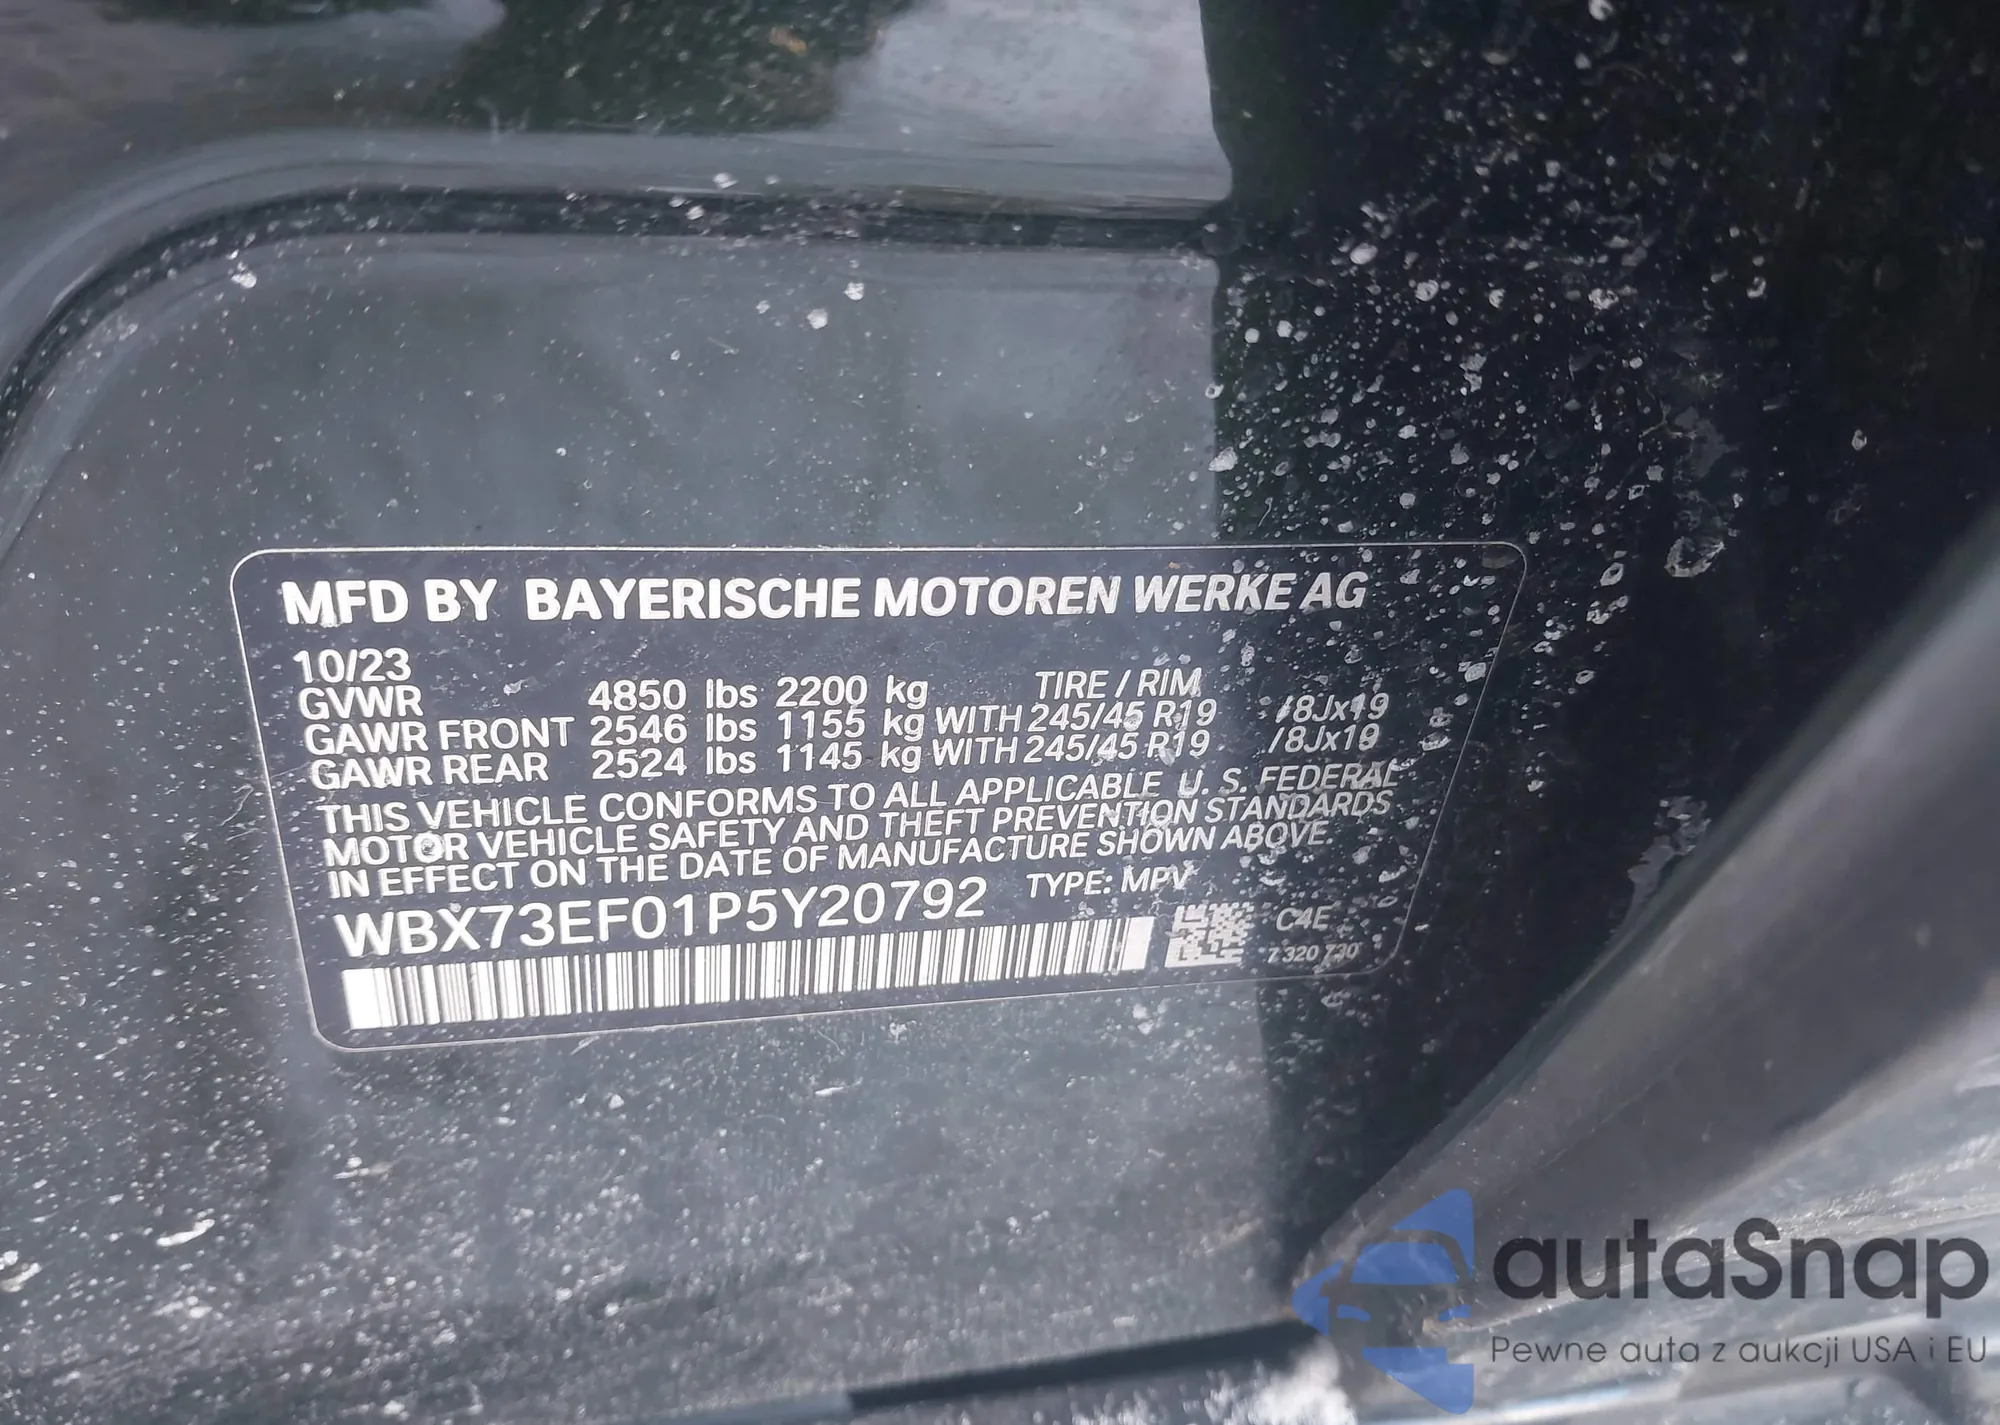 MFD BY BAYERISCHE MOTOREN WERKE AG
10/23
GVWR 4850 lbs 2200 kg TIRE / RIM
GAWR FRONT 2546 lbs 1155 kg WITH 245/45 R19 /8Jx19
GAWR REAR 2524 lbs 1145 kg WITH 245/45 R19 /8Jx19
THIS VEHICLE CONFORMS TO ALL APPLICABLE U. S. FEDERAL
MOTOR VEHICLE SAFETY AND THEFT PREVENTION STANDARDS
IN EFFECT ON THE DATE OF MANUFACTURE SHOWN ABOVE.
WBX73EF01P5Y20792 TYPE: MPV
C4E
7 320 730
autaSnap
Pewne auta z aukcji USA i EU